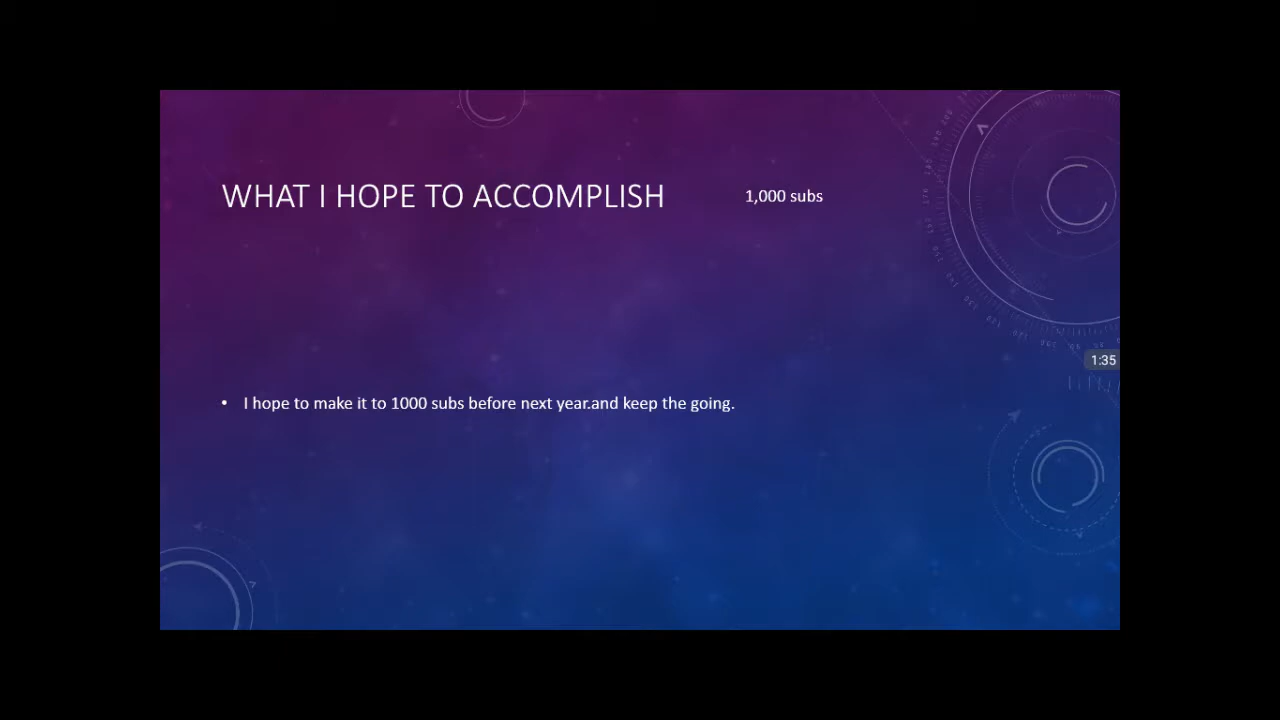 WHAT I HOPE TO ACCOMPLISH
1,000 subs
1:35
• I hope to make it to 1000 subs before next year.and keep the going.